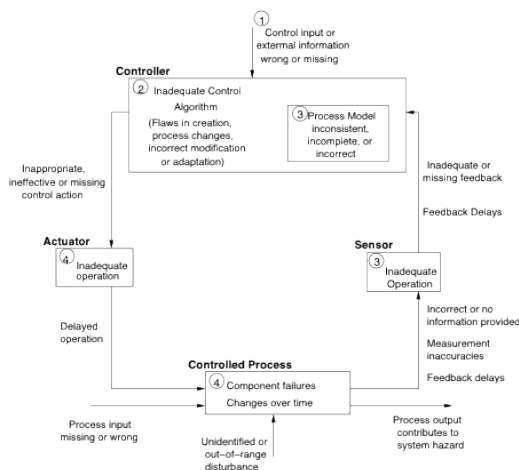 1
Control input or
external information
wrong or missing
Controller
2
Inadequate Control
Algorithm
(Flaws in creation,
process changes,
incorrect modification
or adaptation)
3
Process Model
inconsistent,
incomplete, or
incorrect
Inappropriate,
ineffective or missing
control action
Inadequate or
missing feedback
Feedback Delays
Actuator
4
Inadequate
operation
Sensor
3
Inadequate
Operation
Delayed
operation
Incorrect or no
information provided
Measurement
inaccuracies
Feedback delays
Controlled Process
4
Component failures
Changes over time
Process input
missing or wrong
Unidentified or
out-of-range
disturbance
Process output
contributes to
system hazard